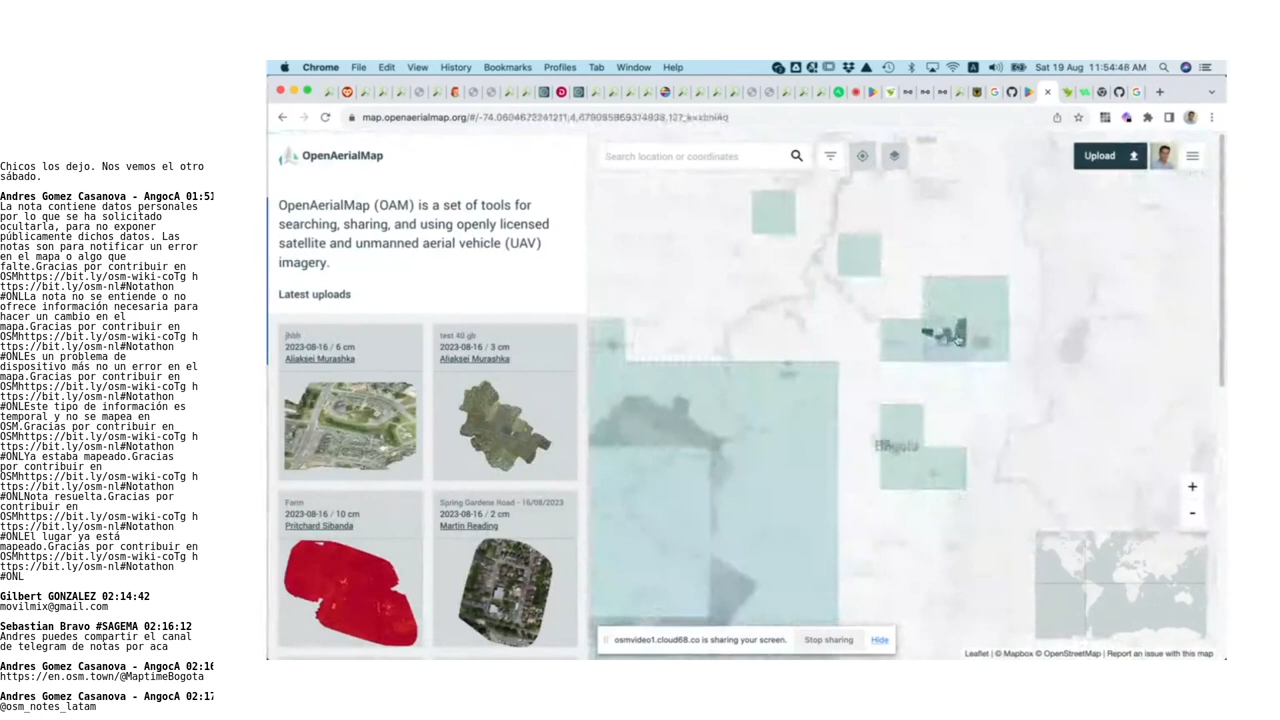 Chicos los dejo. Nos vemos el otro
sábado.
Andres Gomez Casanova - AngocA 01:51
La nota contiene datos personales
por lo que se ha solicitado
ocultarla, para no exponer
públicamente dichos datos. Las
notas son para notificar un error
en el mapa o algo que
falte.Gracias por contribuir en
OSMhttps://bit.ly/osm-wiki-coTg h
ttps://bit.ly/osm-nl#Notathon
#ONLLa nota no se entiende o no
ofrece información necesaria para
hacer un cambio en el
mapa.Gracias por contribuir en
OSMhttps://bit.ly/osm-wiki-coTg h
ttps://bit.ly/osm-nl#Notathon
#ONLEs un problema de
dispositivo más no un error en el
mapa.Gracias por contribuir en
OSMhttps://bit.ly/osm-wiki-coTg h
ttps://bit.ly/osm-nl#Notathon
#ONLEste tipo de información es
temporal y no se mapea en
OSM.Gracias por contribuir en
OSMhttps://bit.ly/osm-wiki-coTg h
ttps://bit.ly/osm-nl#Notathon
#ONLYa estaba mapeado.Gracias
por contribuir en
OSMhttps://bit.ly/osm-wiki-coTg h
ttps://bit.ly/osm-nl#Notathon
#ONLNota resuelta.Gracias por
contribuir en
OSMhttps://bit.ly/osm-wiki-coTg h
ttps://bit.ly/osm-nl#Notathon
#ONLEl lugar ya está
mapeado.Gracias por contribuir en
OSMhttps://bit.ly/osm-wiki-coTg h
ttps://bit.ly/osm-nl#Notathon
#ONL
Gilbert GONZALEZ 02:14:42
movilmix@gmail.com
Sebastian Bravo #SAGEMA 02:16:12
Andres puedes compartir el canal
de telegram de notas por aca
Andres Gomez Casanova - AngocA 02:16
https://en.osm.town/@MaptimeBogota
Andres Gomez Casanova - AngocA 02:17
@osm_notes_latam
Chrome File Edit View History Bookmarks Profiles Tab Window Help Sat 19 Aug 11:54:46 AM
OpenAerialMap
Search location or coordinates
Upload
OpenAerialMap (OAM) is a set of tools for
searching, sharing, and using openly licensed
satellite and unmanned aerial vehicle (UAV)
imagery.
Latest uploads
jhbh
2023-08-16 / 6 cm
Aliaksei Murashka
test 40 gb
2023-08-16 / 3 cm
Aliaksei Murashka
Farm
2023-08-16 / 10 cm
Pritchard Sibanda
Spring Gardens Road - 16/08/2023
2023-08-16 / 2 cm
Martin Reading
Bogota
+
-
osmvideo1.cloud68.co is sharing your screen. Stop sharing Hide
Leaflet | © Mapbox © OpenStreetMap | Report an issue with this map